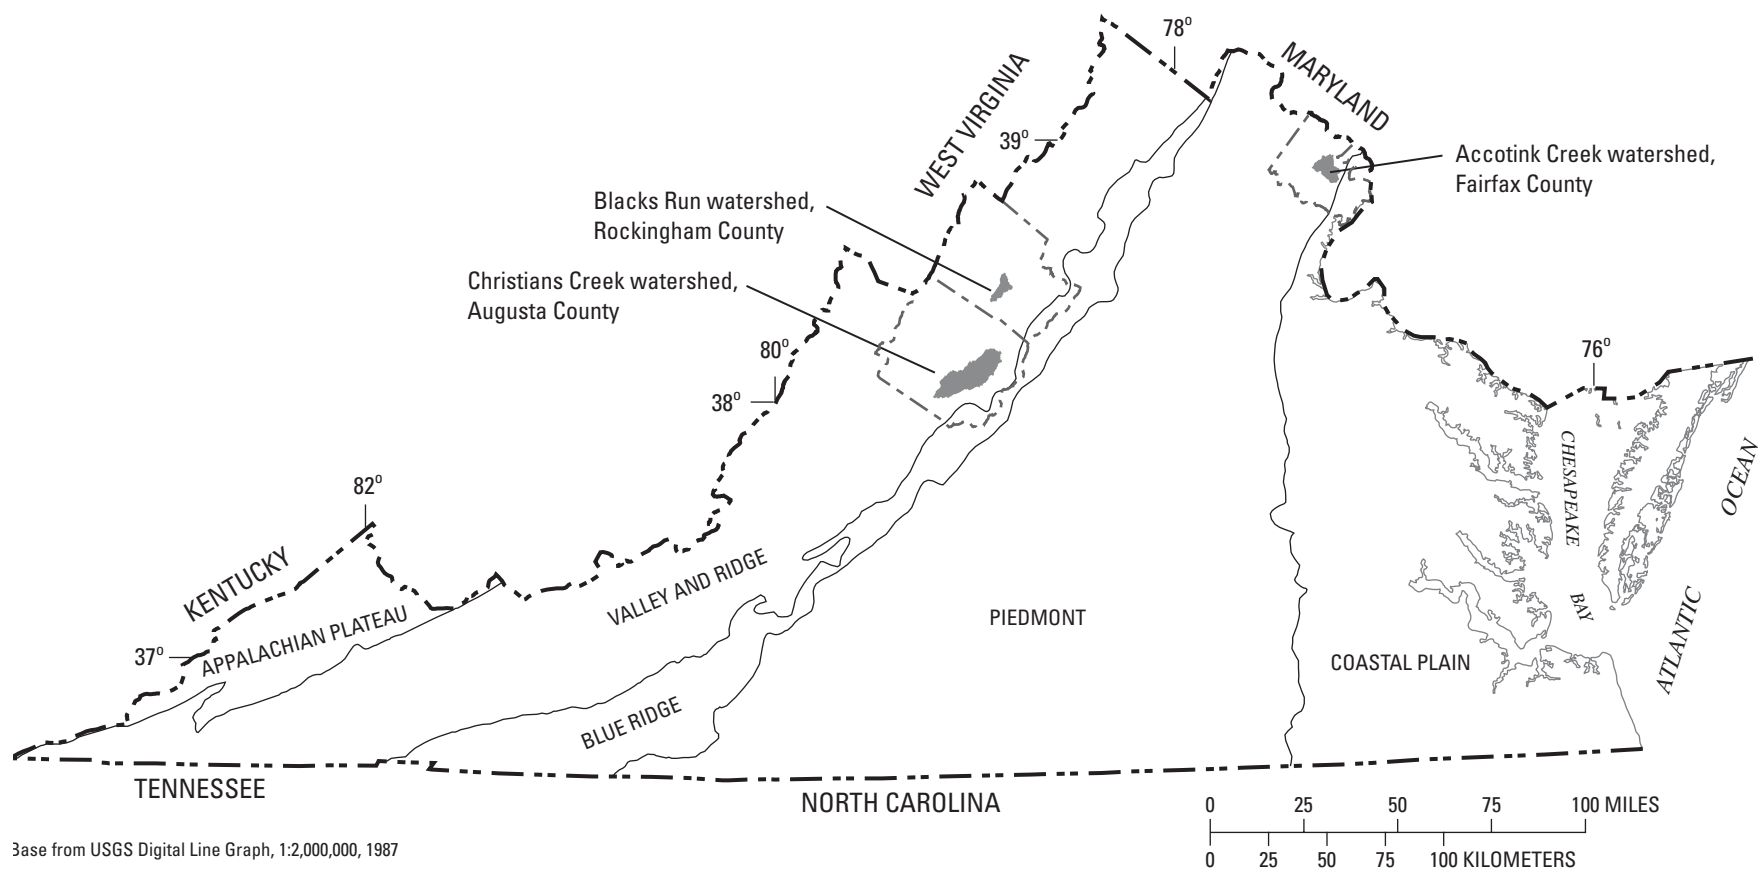 78°
MARYLAND
WEST VIRGINIA
39°
Accotink Creek watershed,
Fairfax County
Blacks Run watershed,
Rockingham County
Christians Creek watershed,
Augusta County
80°
76°
38°
CHESAPEAKE
BAY
ATLANTIC
OCEAN
82°
KENTUCKY
VALLEY AND RIDGE
APPALACHIAN PLATEAU
PIEDMONT
37°
COASTAL PLAIN
BLUE RIDGE
TENNESSEE
NORTH CAROLINA
0 25 50 75 100 MILES
0 25 50 75 100 KILOMETERS
Base from USGS Digital Line Graph, 1:2,000,000, 1987